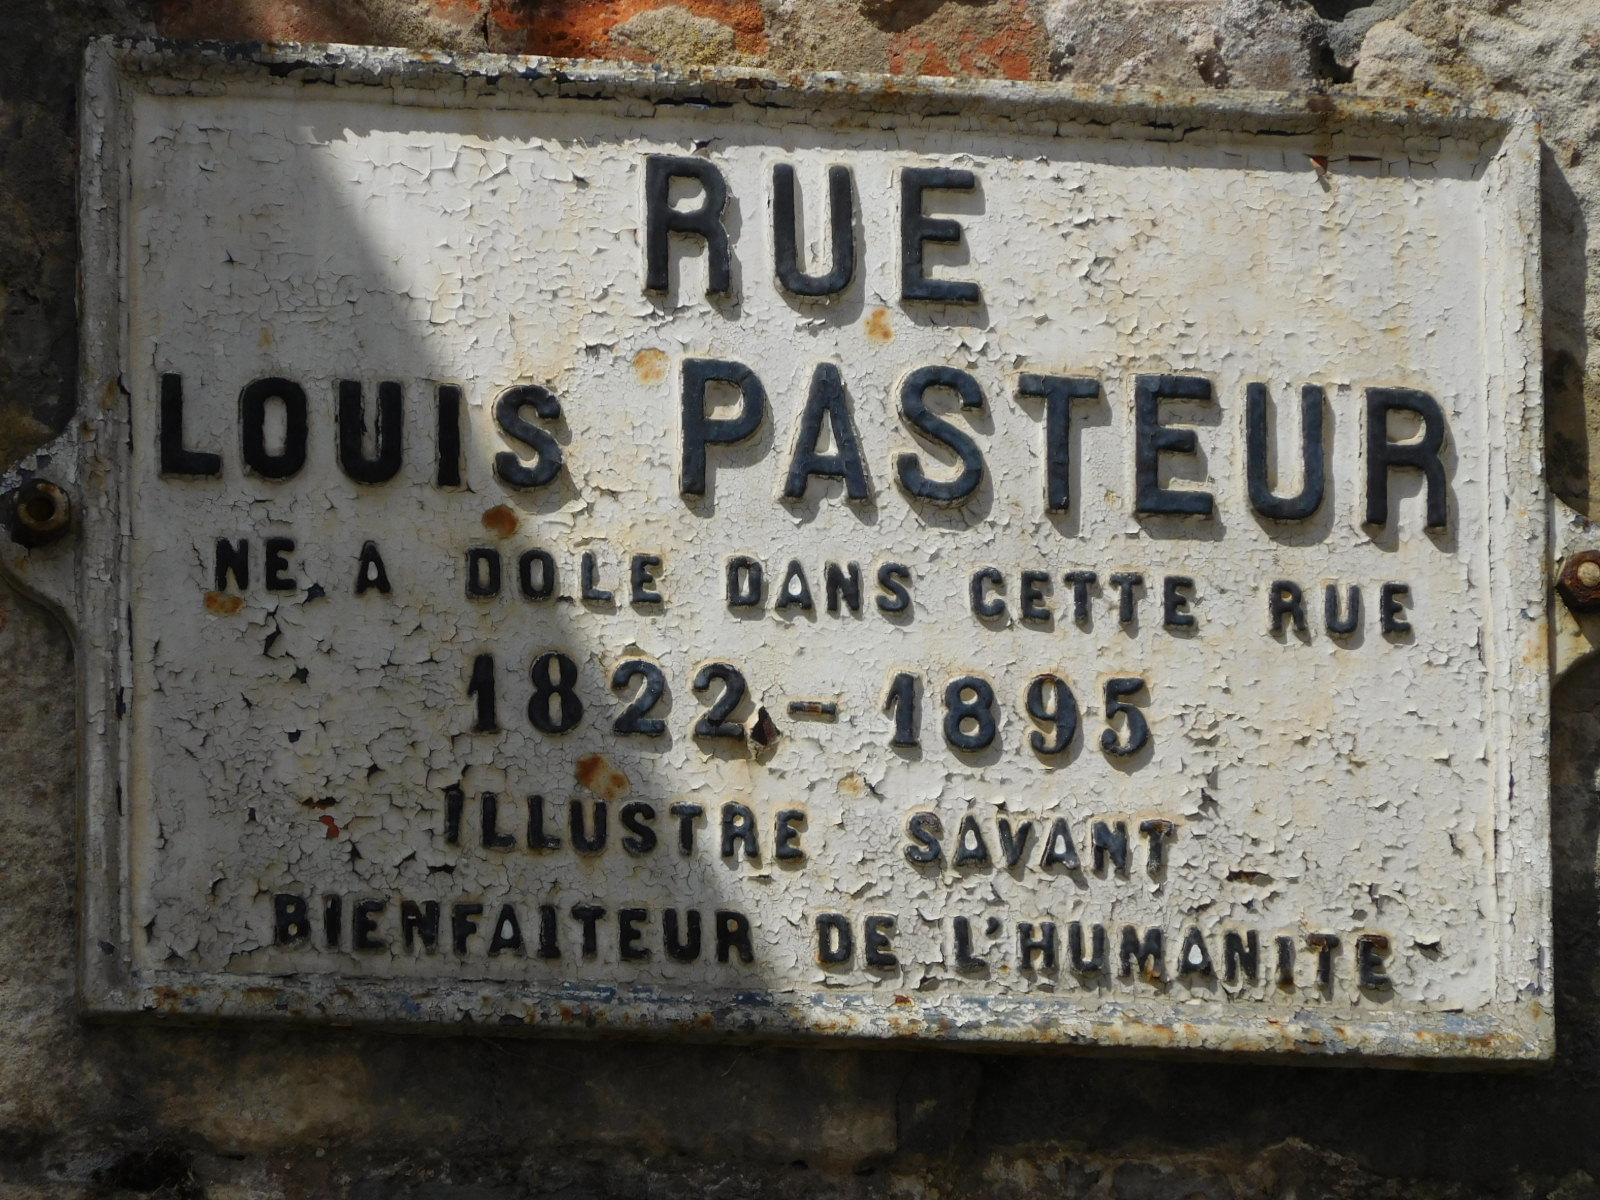 RUE
LOUIS PASTEUR
NE A DOLE DANS CETTE RUE
1822 - 1895
ILLUSTRE SAVANT
BIENFAITEUR DE L'HUMANITE